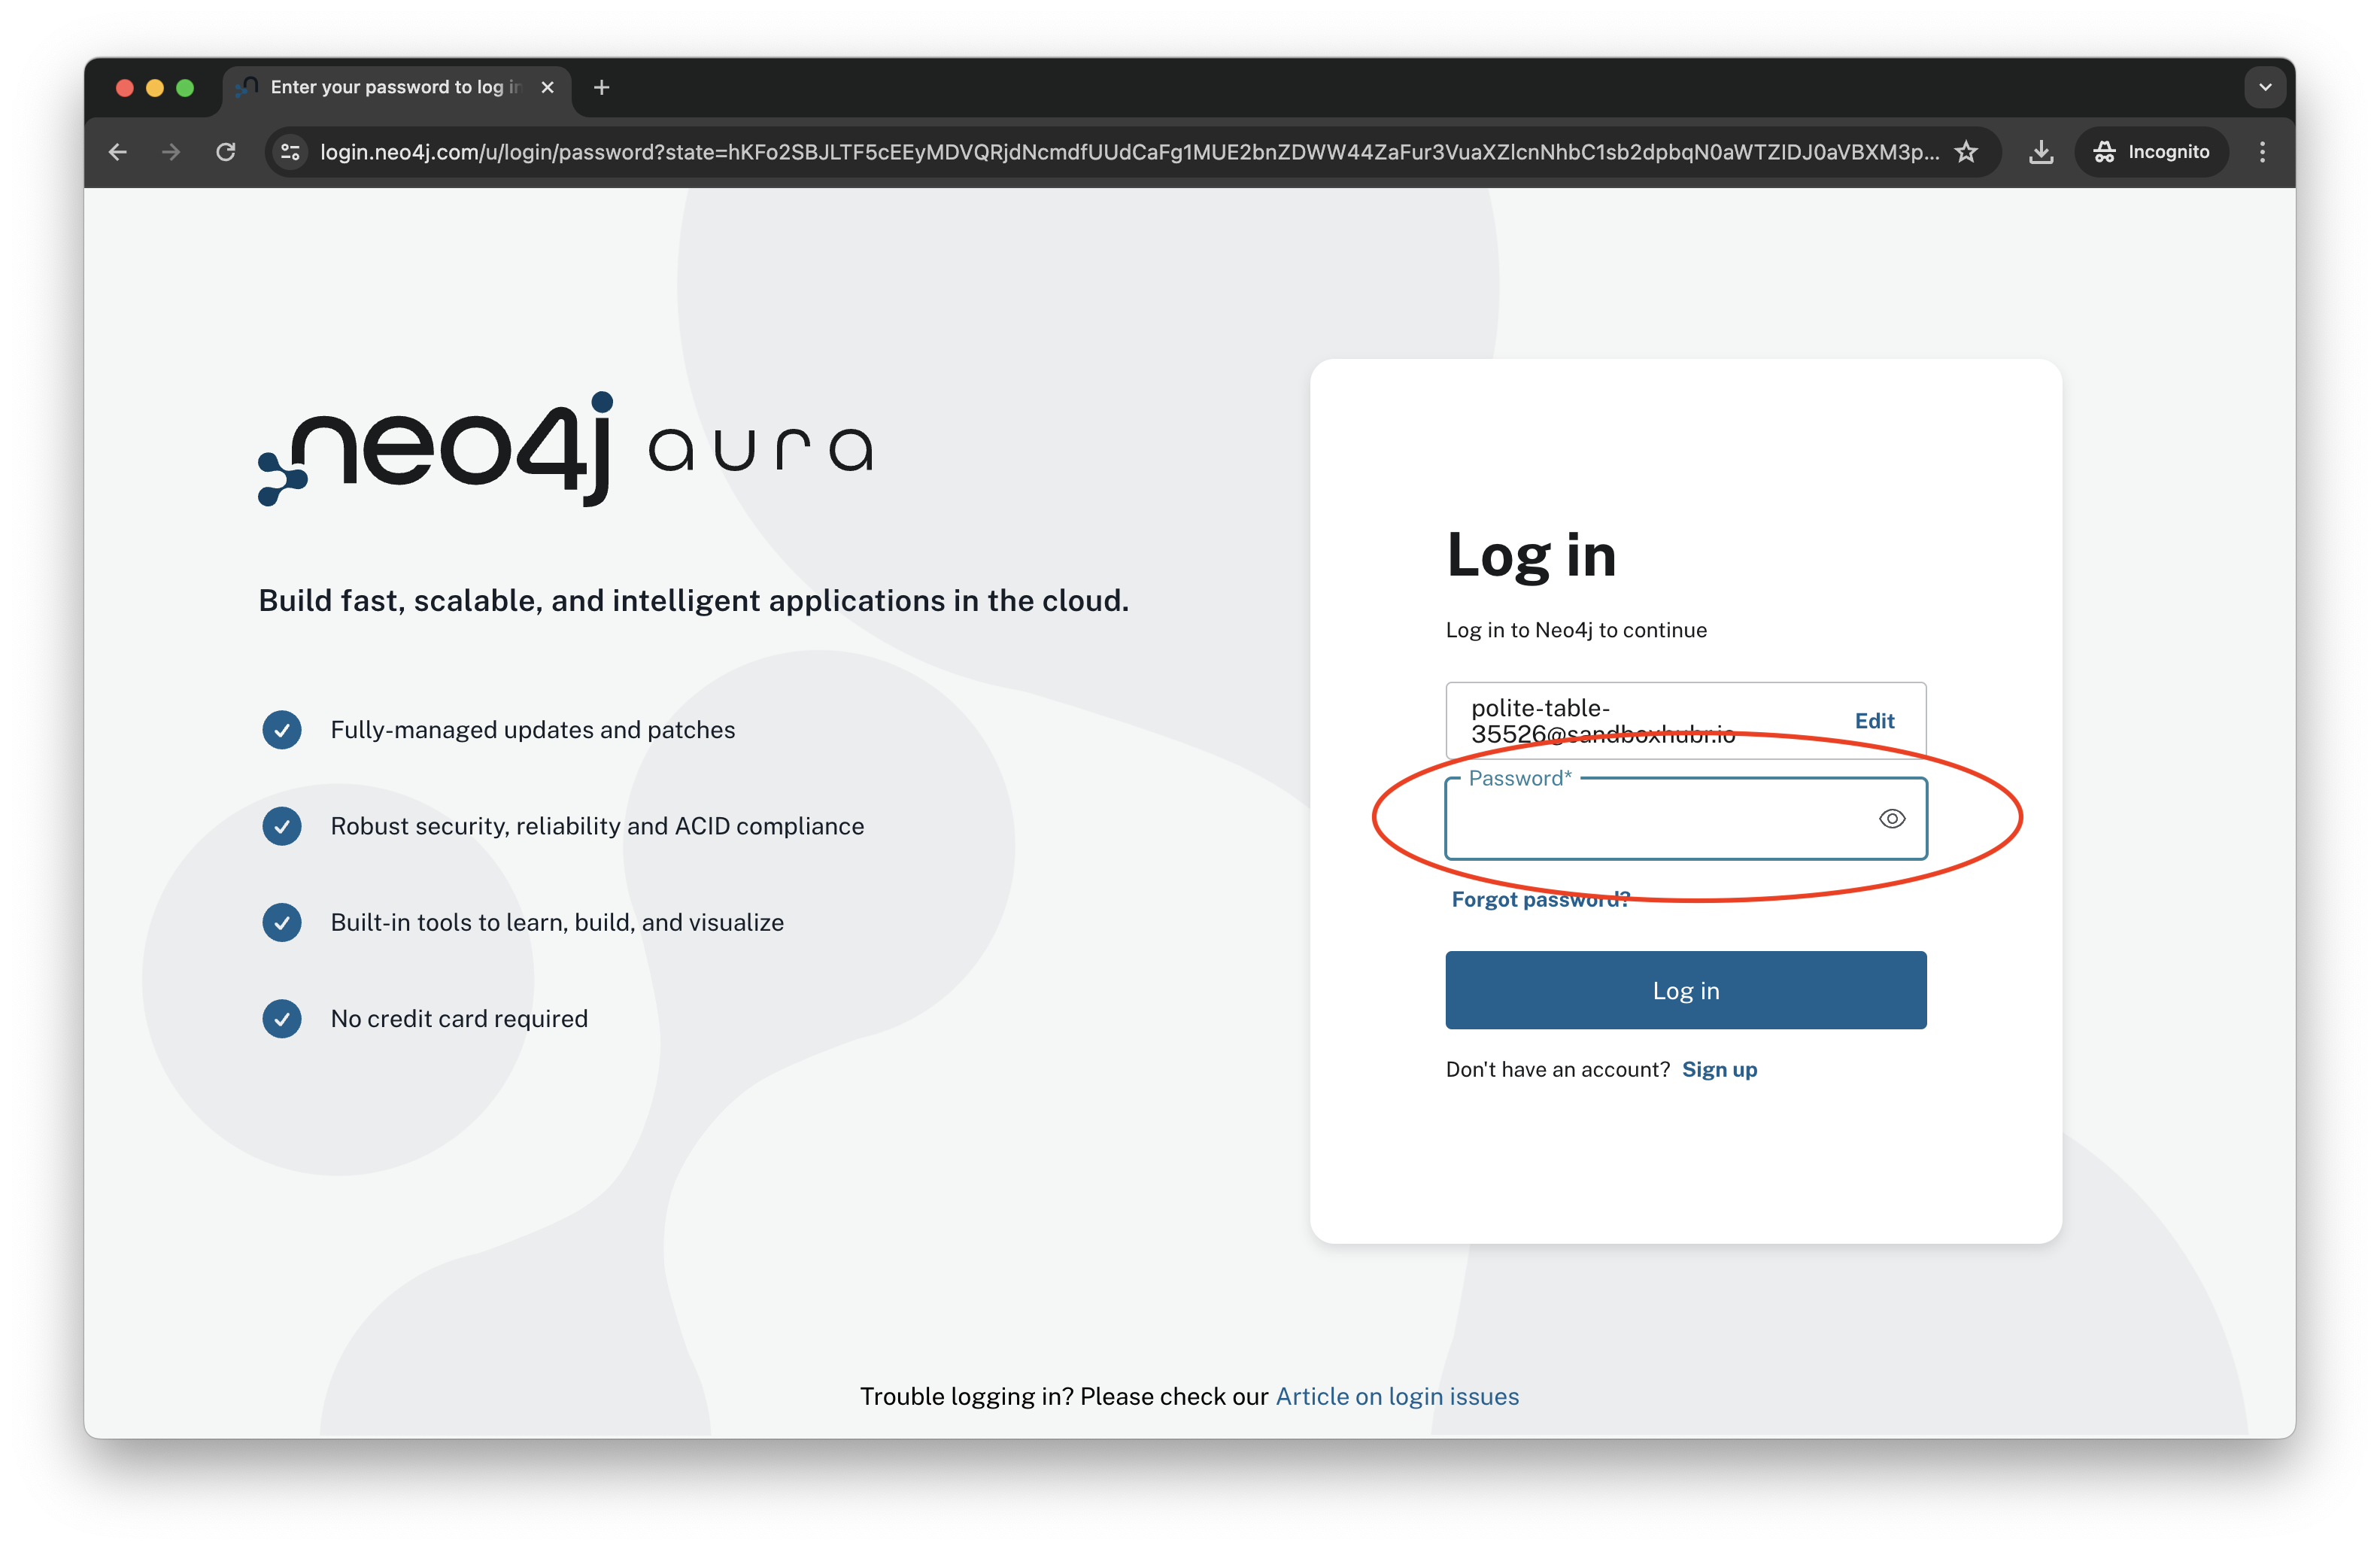 Enter your password to log in
login.neo4j.com/u/login/password?state=hKFo2SBJLTF5cEEyMDVQRjdNcmdfUUdCaFg1MUE2bnZDWW44ZaFur3VuaXZlcnNhbC1sb2dpbqN0aWTZIDJ0aVBXM3p...
Incognito
neo4j aura
Build fast, scalable, and intelligent applications in the cloud.
Fully-managed updates and patches
Robust security, reliability and ACID compliance
Built-in tools to learn, build, and visualize
No credit card required
Log in
Log in to Neo4j to continue
polite-table-
35526@sandboxhubr.io
Edit
Password*
Forgot password?
Log in
Don't have an account? Sign up
Trouble logging in? Please check our Article on login issues